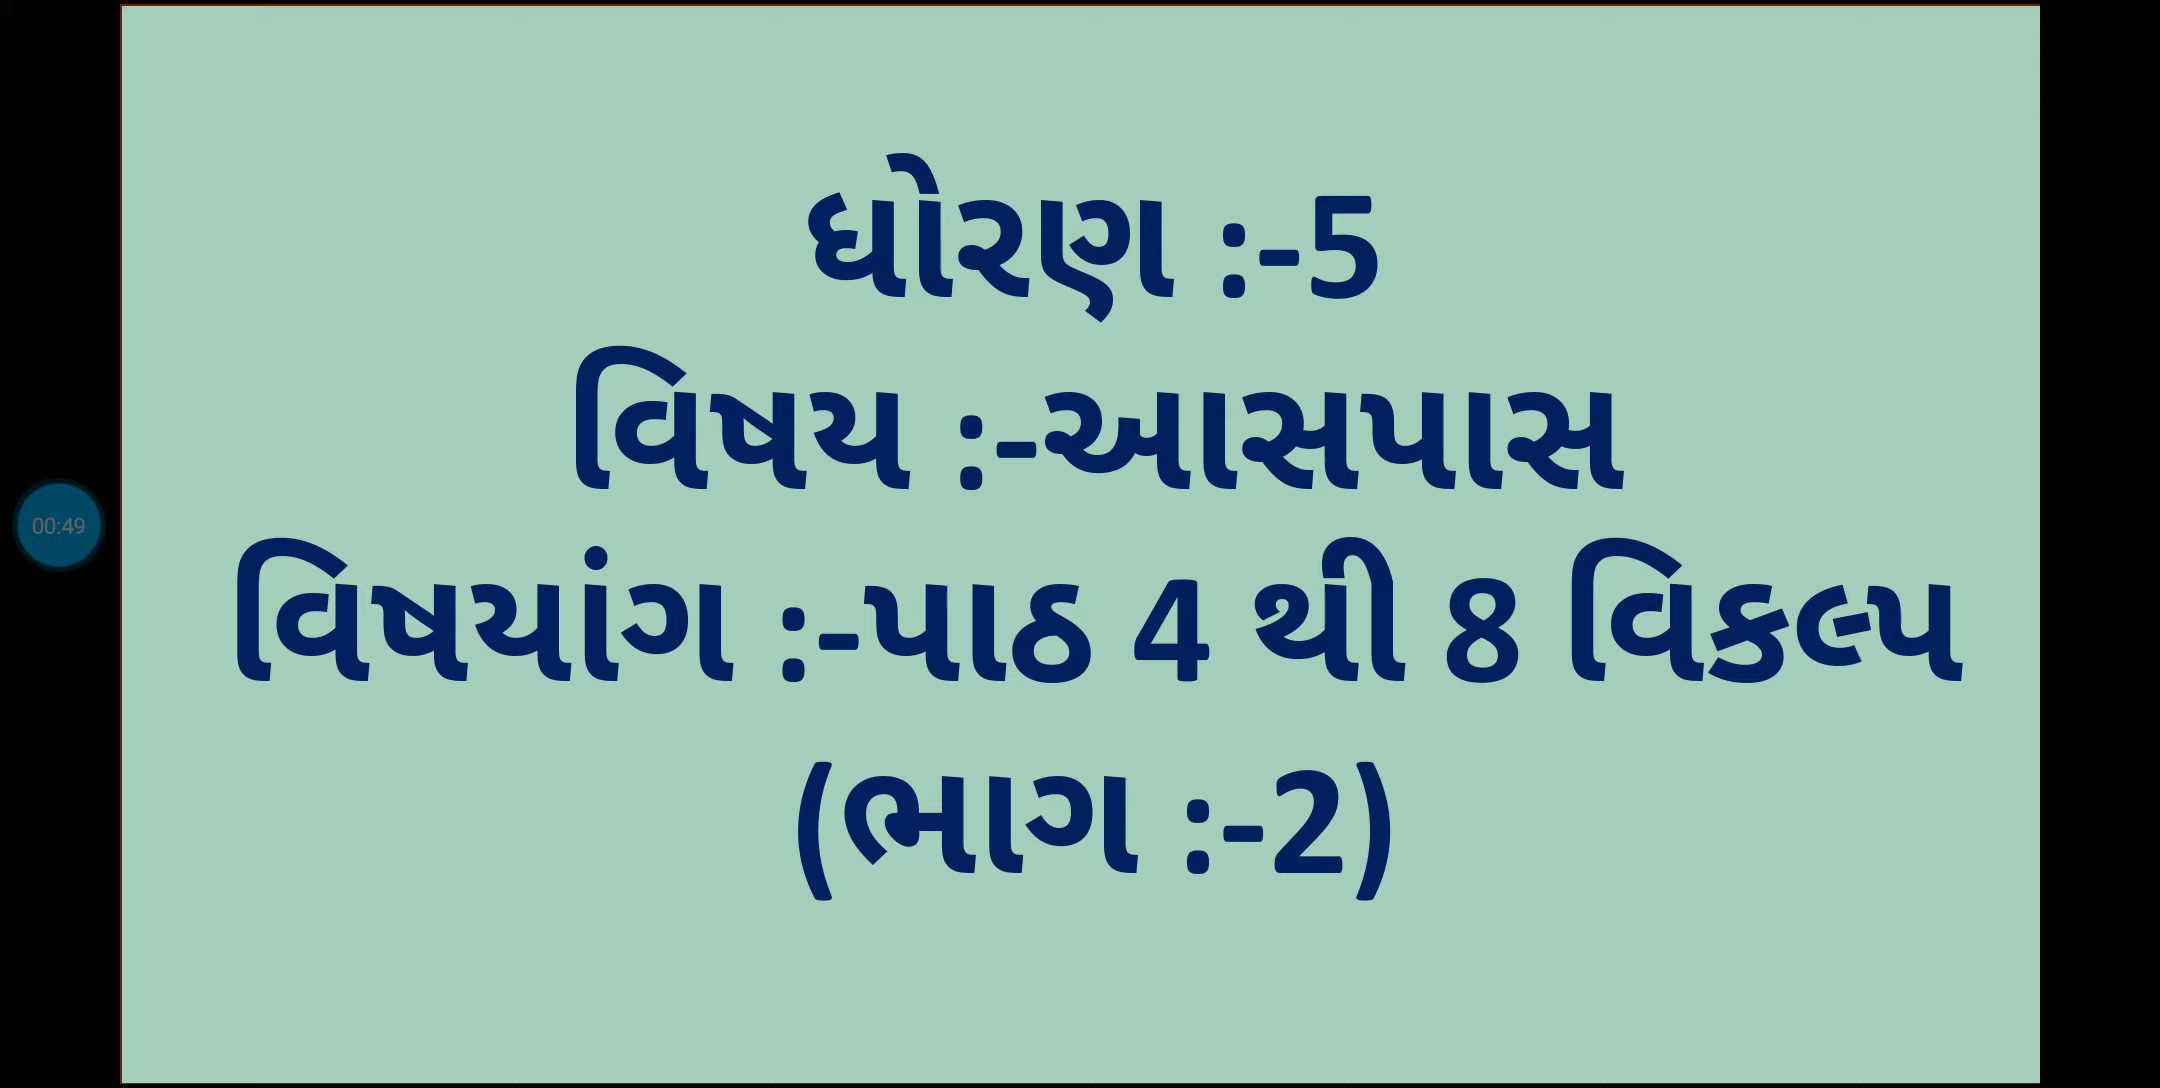 ધોરણ :-5
વિષય :-આસપાસ
00:49
વિષયાંગ :-પાઠ 4 થી 8 વિકલ્પ
(ભાગ :-2)